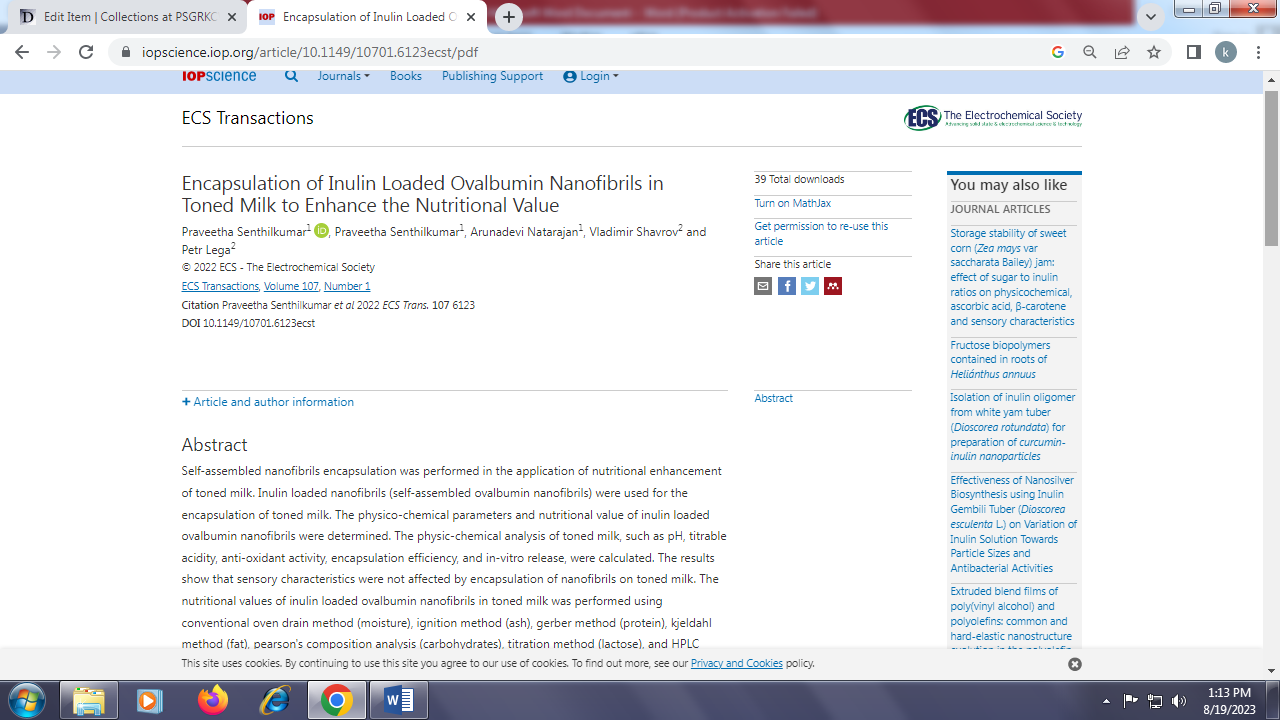 Edit Item | Collections at PSGRKC
Encapsulation of Inulin Loaded O
iopscience.iop.org/article/10.1149/10701.6123ecst/pdf
k
IOPscience
Journals
Books
Publishing Support
Login
ECS Transactions
ECS The Electrochemical Society
Advancing solid state & electrochemical science & technology
Encapsulation of Inulin Loaded Ovalbumin Nanofibrils in
Toned Milk to Enhance the Nutritional Value
Praveetha Senthilkumar1 iD, Praveetha Senthilkumar1, Arunadevi Natarajan1, Vladimir Shavrov2 and
Petr Lega2
© 2022 ECS - The Electrochemical Society
ECS Transactions, Volume 107, Number 1
Citation Praveetha Senthilkumar et al 2022 ECS Trans. 107 6123
DOI 10.1149/10701.6123ecst
+ Article and author information
Abstract
Self-assembled nanofibrils encapsulation was performed in the application of nutritional enhancement
of toned milk. Inulin loaded nanofibrils (self-assembled ovalbumin nanofibrils) were used for the
encapsulation of toned milk. The physico-chemical parameters and nutritional value of inulin loaded
ovalbumin nanofibrils were determined. The physic-chemical analysis of toned milk, such as pH, titrable
acidity, anti-oxidant activity, encapsulation efficiency, and in-vitro release, were calculated. The results
show that sensory characteristics were not affected by encapsulation of nanofibrils on toned milk. The
nutritional values of inulin loaded ovalbumin nanofibrils in toned milk was performed using
conventional oven drain method (moisture), ignition method (ash), gerber method (protein), kjeldahl
method (fat), pearson's composition analysis (carbohydrates), titration method (lactose), and HPLC
39 Total downloads
Turn on MathJax
Get permission to re-use this
article
Share this article
Abstract
You may also like
JOURNAL ARTICLES
Storage stability of sweet
corn (Zea mays var
saccharata Bailey) jam:
effect of sugar to inulin
ratios on physicochemical,
ascorbic acid, β-carotene
and sensory characteristics
Fructose biopolymers
contained in roots of
Heliánthus annuus
Isolation of inulin oligomer
from white yam tuber
(Dioscorea rotundata) for
preparation of curcumin-
inulin nanoparticles
Effectiveness of Nanosilver
Biosynthesis using Inulin
Gembili Tuber (Dioscorea
esculenta L.) on Variation of
Inulin Solution Towards
Particle Sizes and
Antibacterial Activities
Extruded blend films of
poly(vinyl alcohol) and
polyolefins: common and
hard-elastic nanostructure
evolution in the polyolefin
This site uses cookies. By continuing to use this site you agree to our use of cookies. To find out more, see our Privacy and Cookies policy.
1:13 PM
8/19/2023